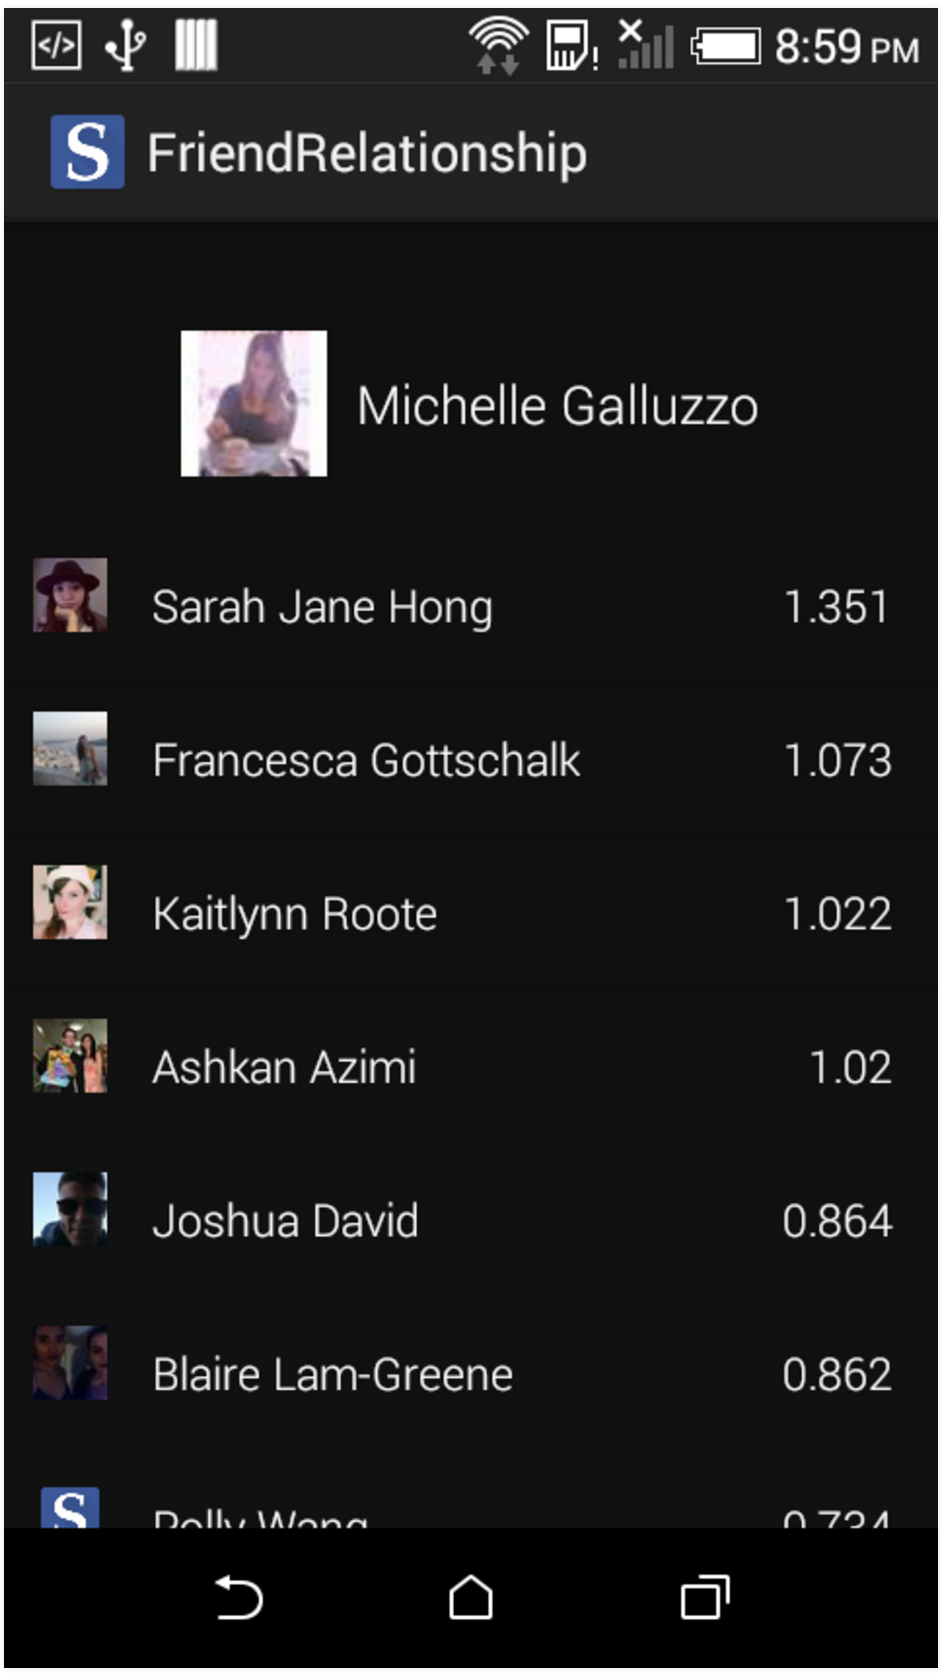 8:59 PM
S FriendRelationship
Michelle Galluzzo
Sarah Jane Hong 1.351
Francesca Gottschalk 1.073
Kaitlynn Roote 1.022
Ashkan Azimi 1.02
Joshua David 0.864
Blaire Lam-Greene 0.862
S Polly Wang 0.734